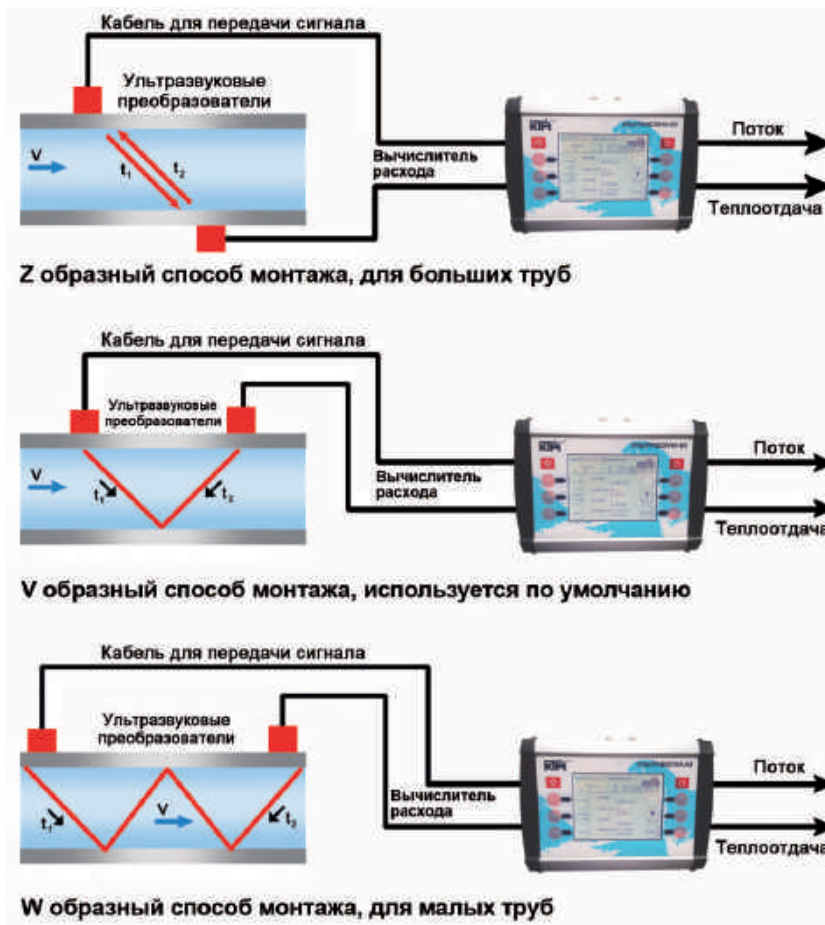 Кабель для передачи сигнала
Ультразвуковые
преобразователи
V
t₁
t₂
Вычислитель
расхода
Поток
Теплоотдача
Z образный способ монтажа, для больших труб
Кабель для передачи сигнала
Ультразвуковые
преобразователи
V
t₁
t₂
Вычислитель
расхода
Поток
Теплоотдача
V образный способ монтажа, используется по умолчанию
Кабель для передачи сигнала
Ультразвуковые
преобразователи
t₁
V
t₂
Вычислитель
расхода
Поток
Теплоотдача
W образный способ монтажа, для малых труб